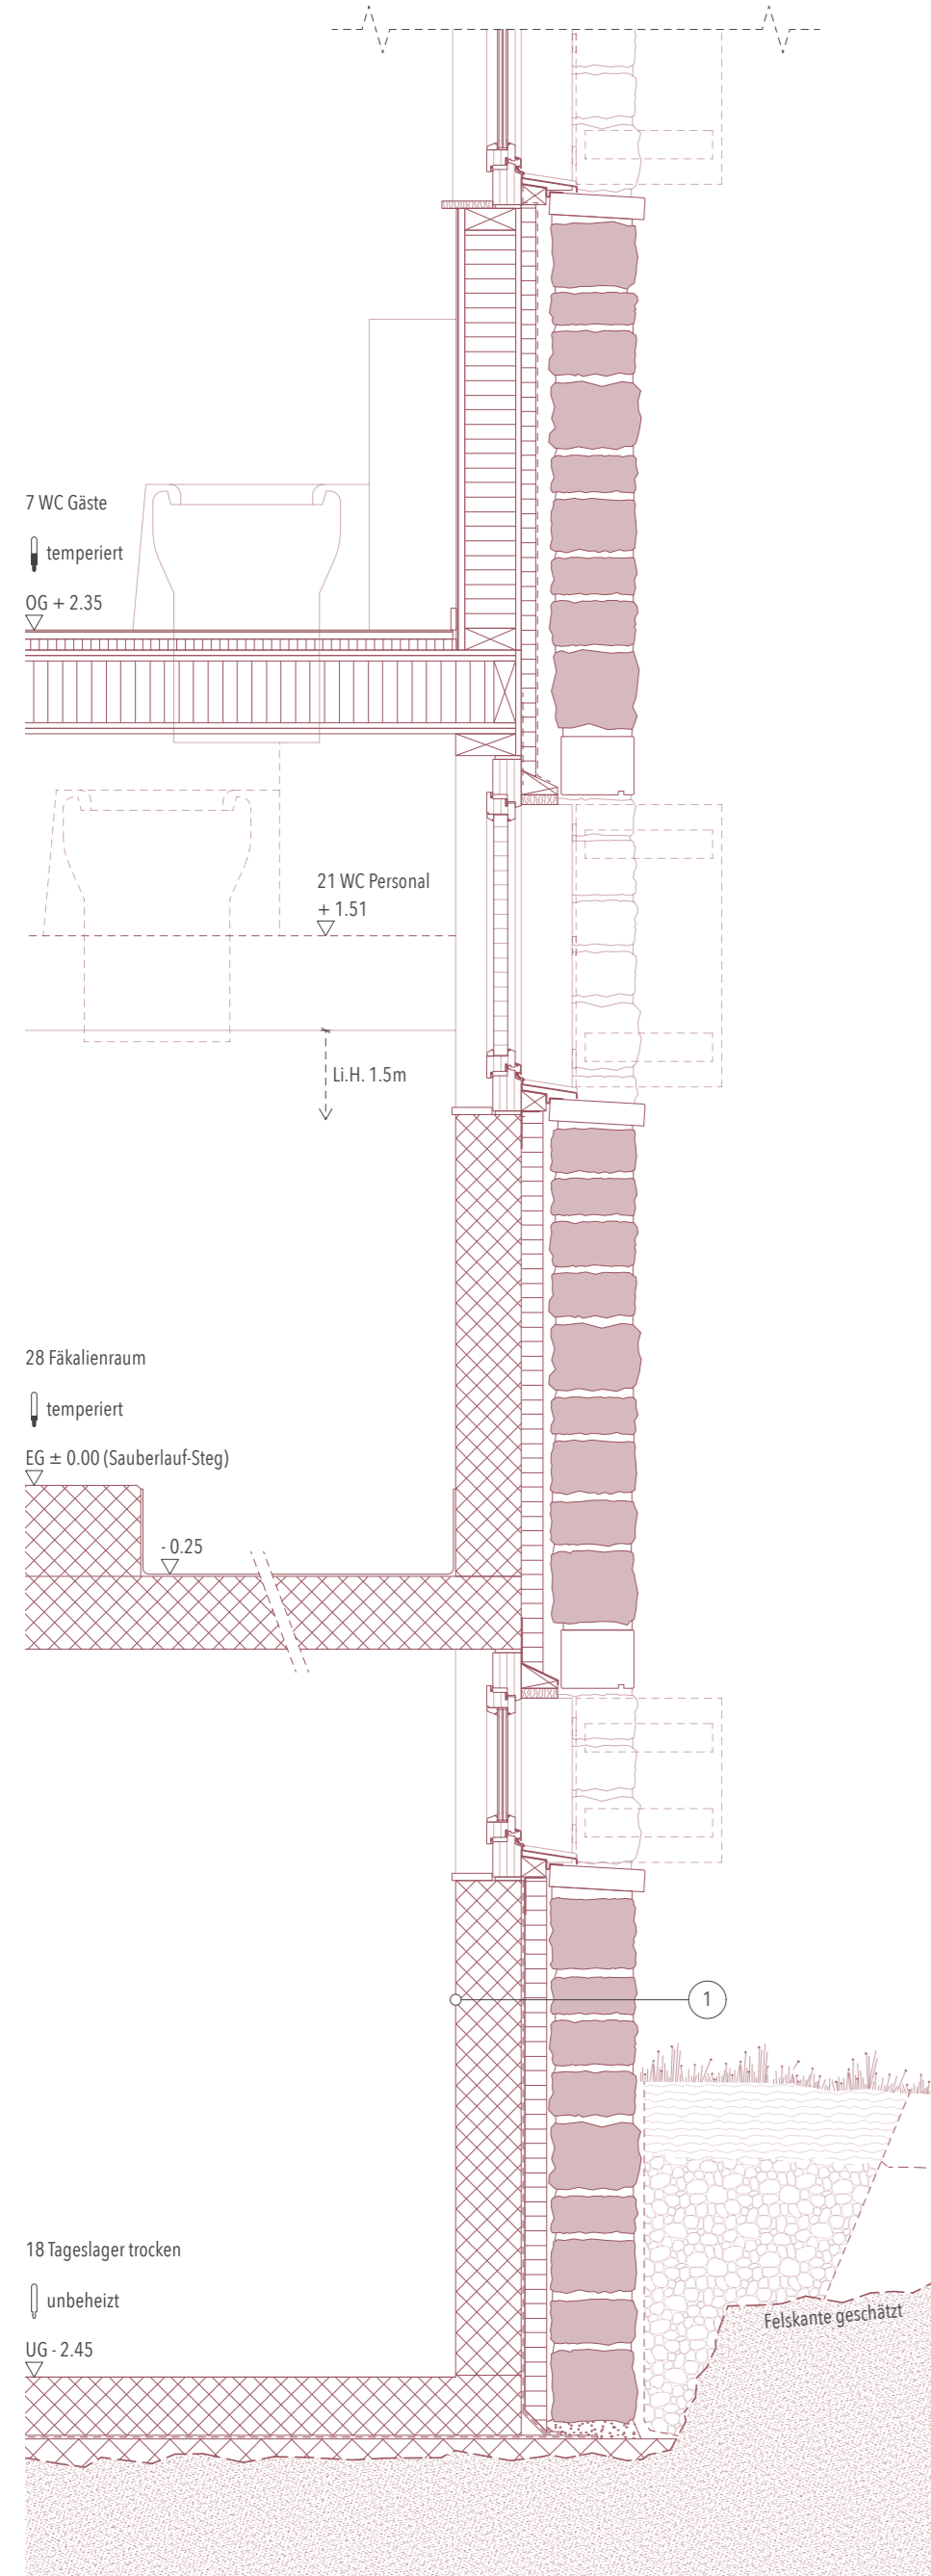 7 WC Gäste
temperiert
OG + 2.35
21 WC Personal
+ 1.51
Li.H. 1.5m
28 Fäkalienraum
temperiert
EG ± 0.00 (Sauberlauf-Steg)
- 0.25
1
18 Tageslager trocken
unbeheizt
Felskante geschätzt
UG - 2.45